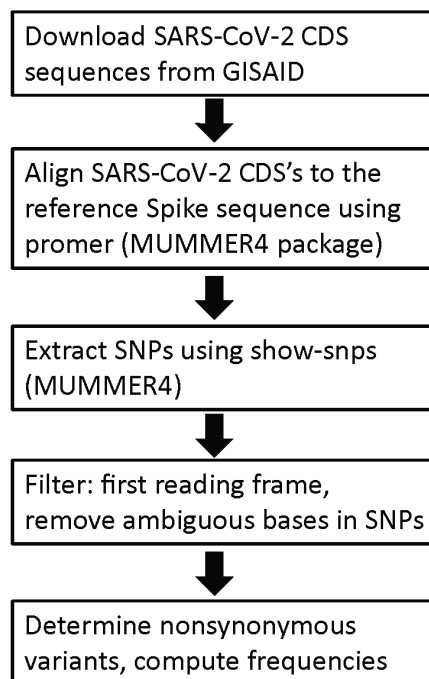 Download SARS-CoV-2 CDS
sequences from GISAID
Align SARS-CoV-2 CDS's to the
reference Spike sequence using
promer (MUMMER4 package)
Extract SNPs using show-snps
(MUMMER4)
Filter: first reading frame,
remove ambiguous bases in SNPs
Determine nonsynonymous
variants, compute frequencies